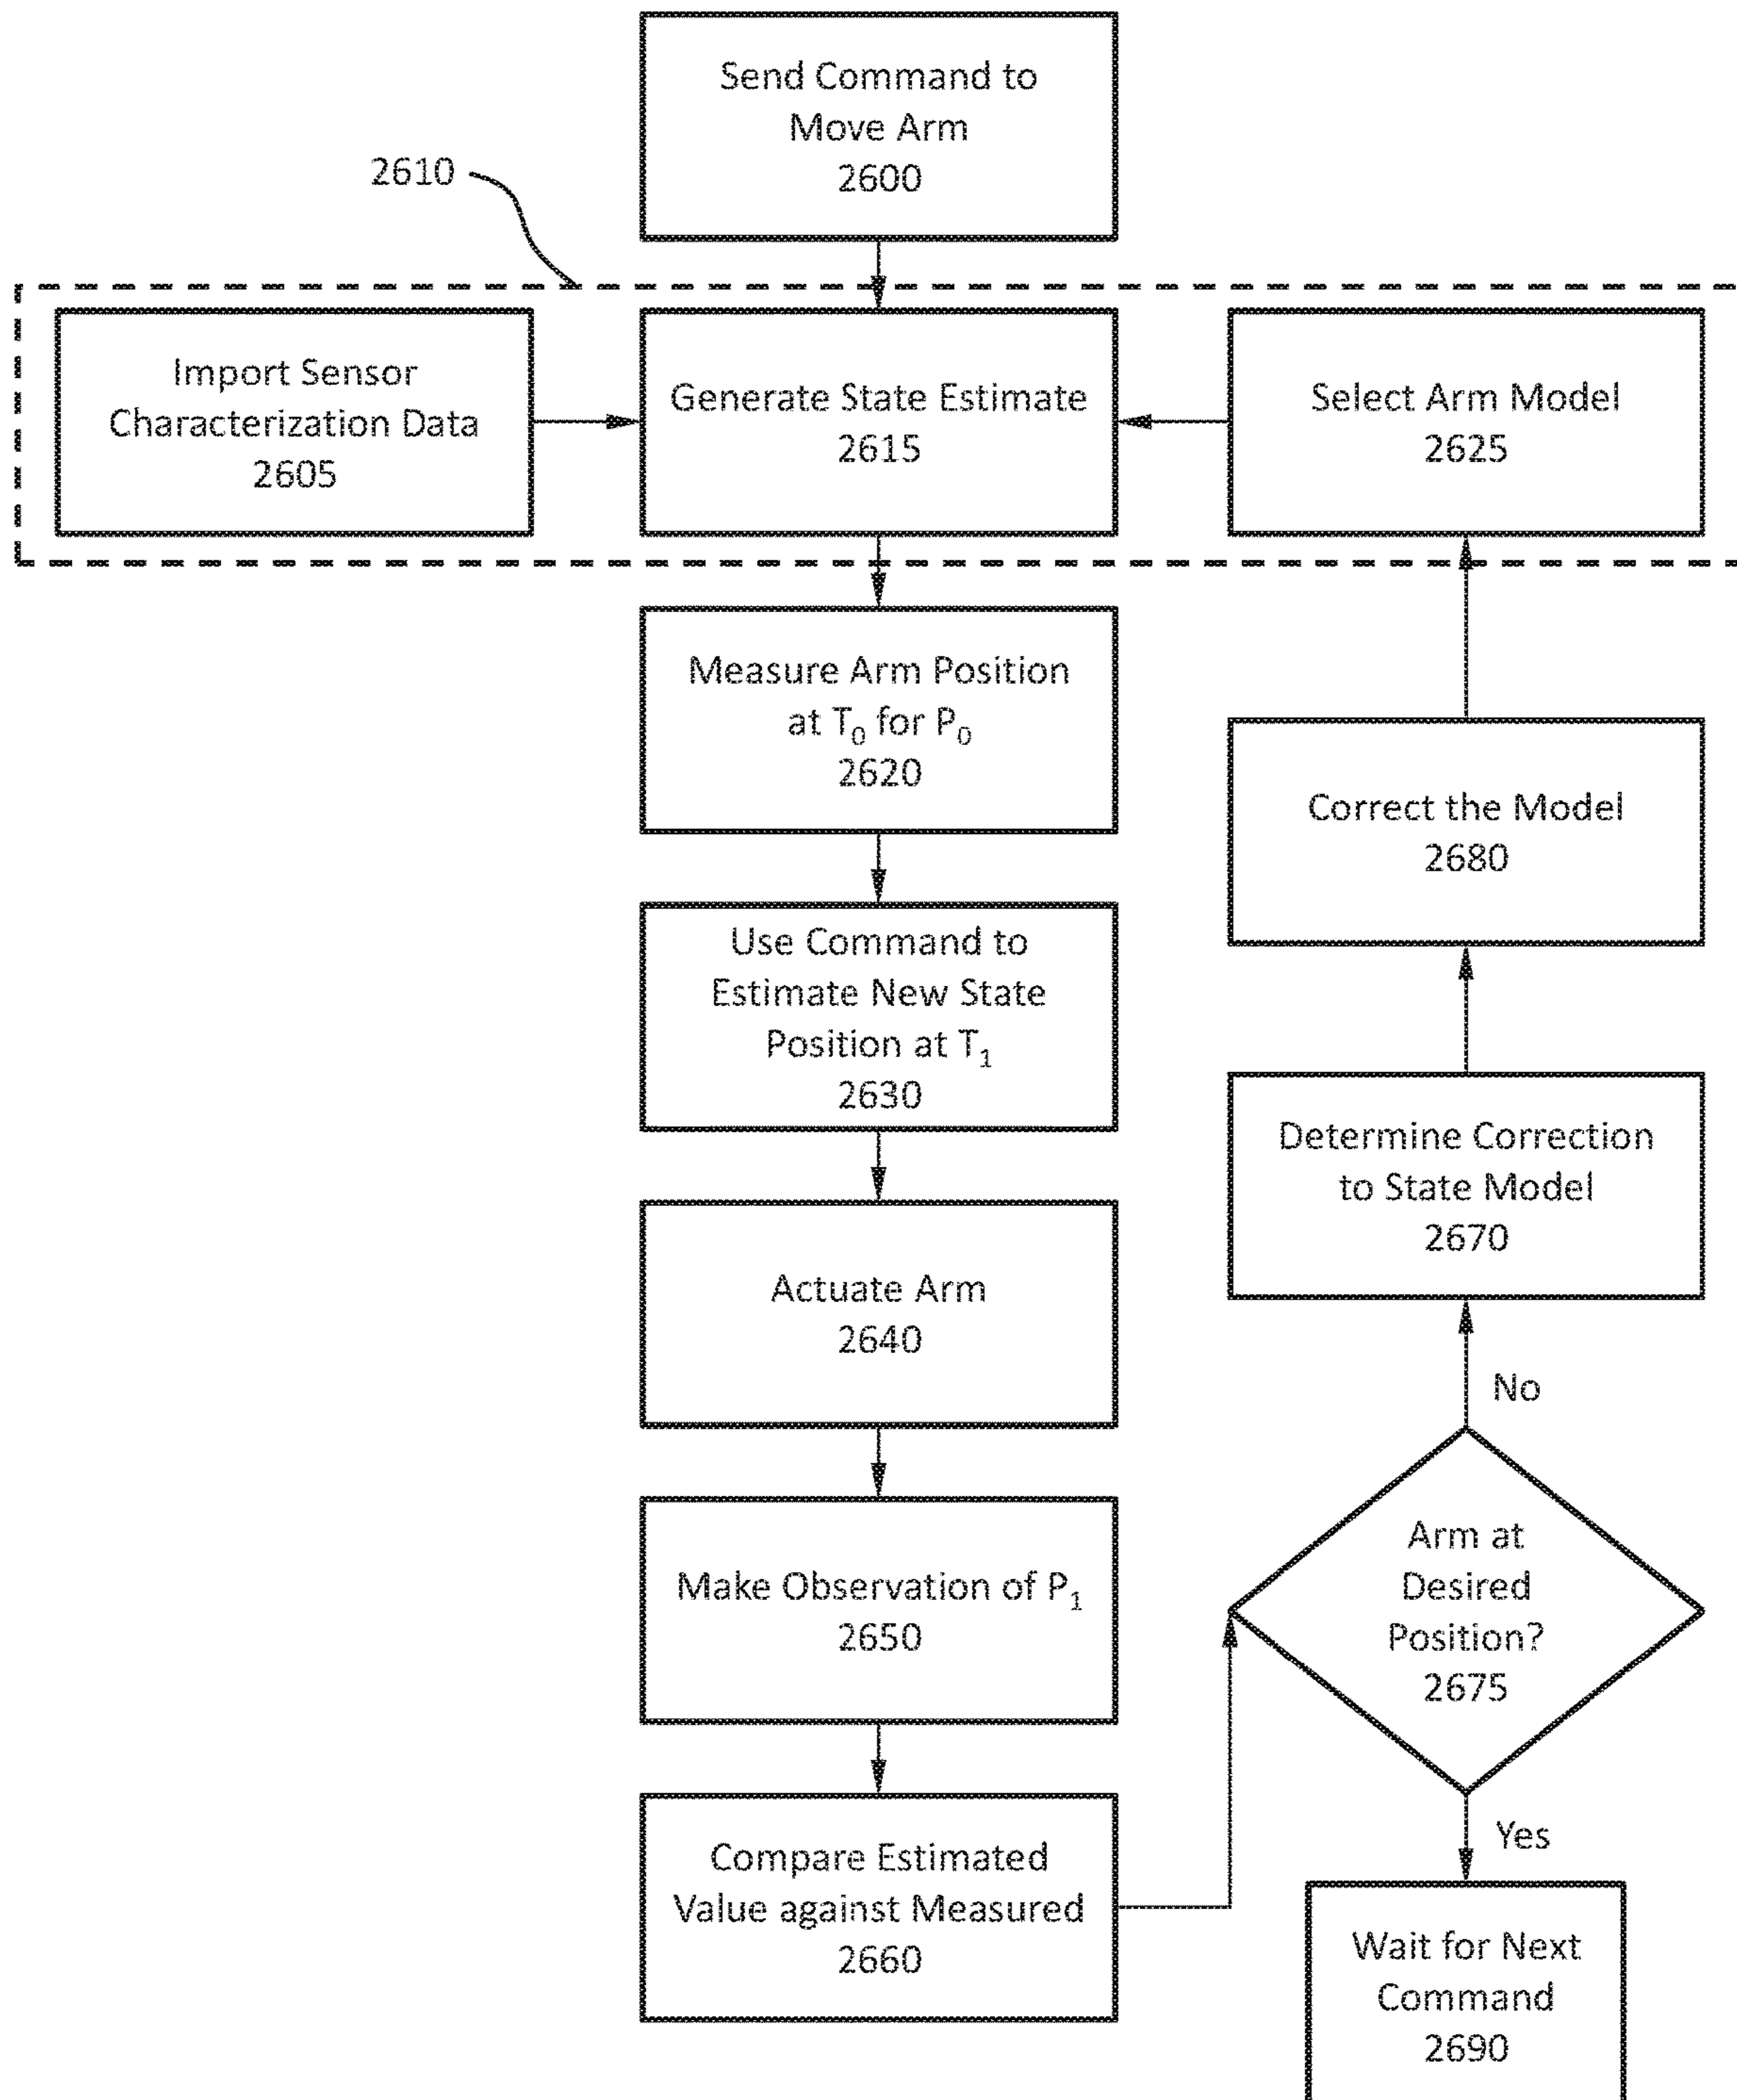 Send Command to
Move Arm
2600
2610
Import Sensor
Characterization Data
2605
Generate State Estimate
2615
Select Arm Model
2625
Measure Arm Position
at T₀ for P₀
2620
Use Command to
Estimate New State
Position at T₁
2630
Actuate Arm
2640
Make Observation of P₁
2650
Compare Estimated
Value against Measured
2660
Correct the Model
2680
Determine Correction
to State Model
2670
No
Arm at
Desired
Position?
2675
Yes
Wait for Next
Command
2690